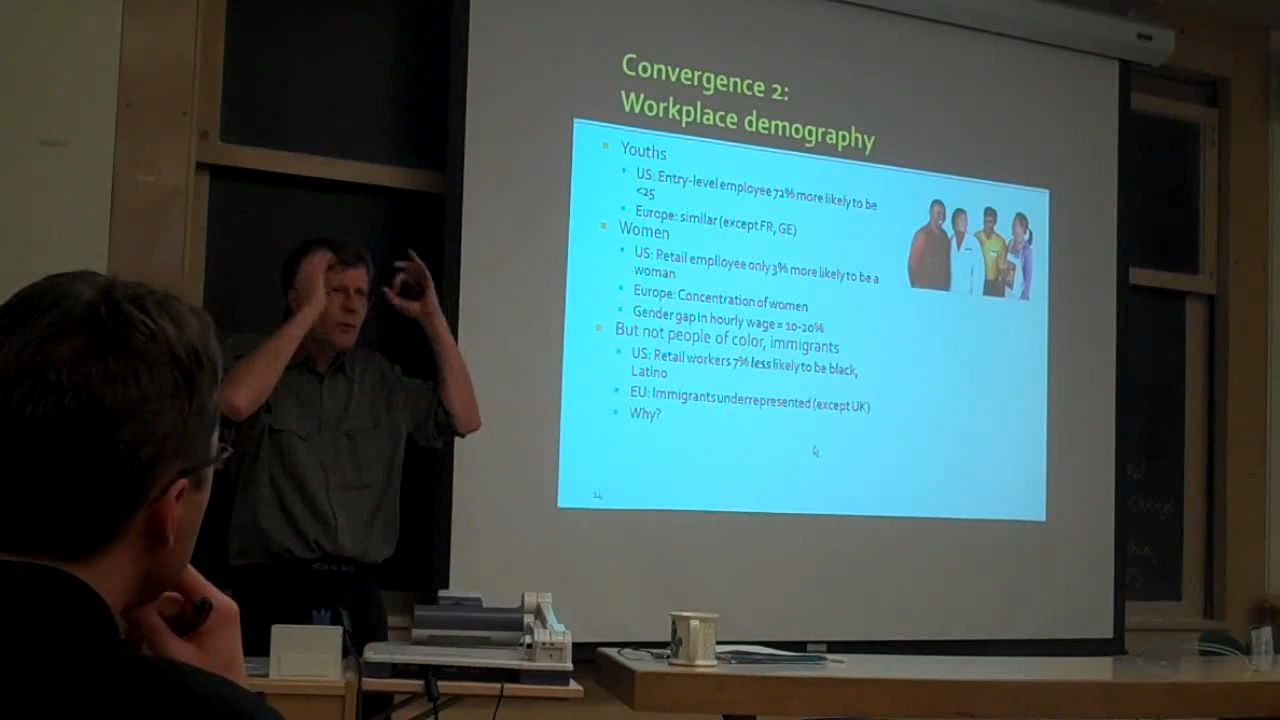 Convergence 2:
Workplace demography
Youths
US: Entry-level employee 72% more likely to be
<25
Europe: similar (except FR, GE)
Women
US: Retail employee only 3% more likely to be a
woman
Europe: Concentration of women
Gender gap in hourly wage = 10-20%
But not people of color, immigrants
US: Retail workers 7% less likely to be black,
Latino
EU: Immigrants underrepresented (except UK)
Why?